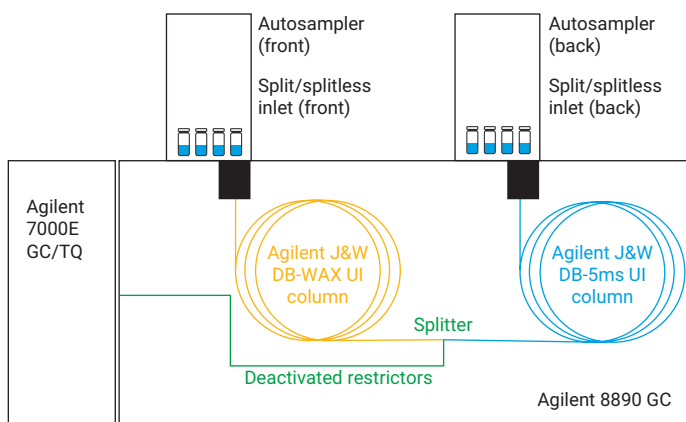 Autosampler
(front)
Split/splitless
inlet (front)
Autosampler
(back)
Split/splitless
inlet (back)
Agilent
7000E
GC/TQ
Agilent J&W
DB-WAX UI
column
Agilent J&W
DB-5ms UI
column
Splitter
Deactivated restrictors
Agilent 8890 GC